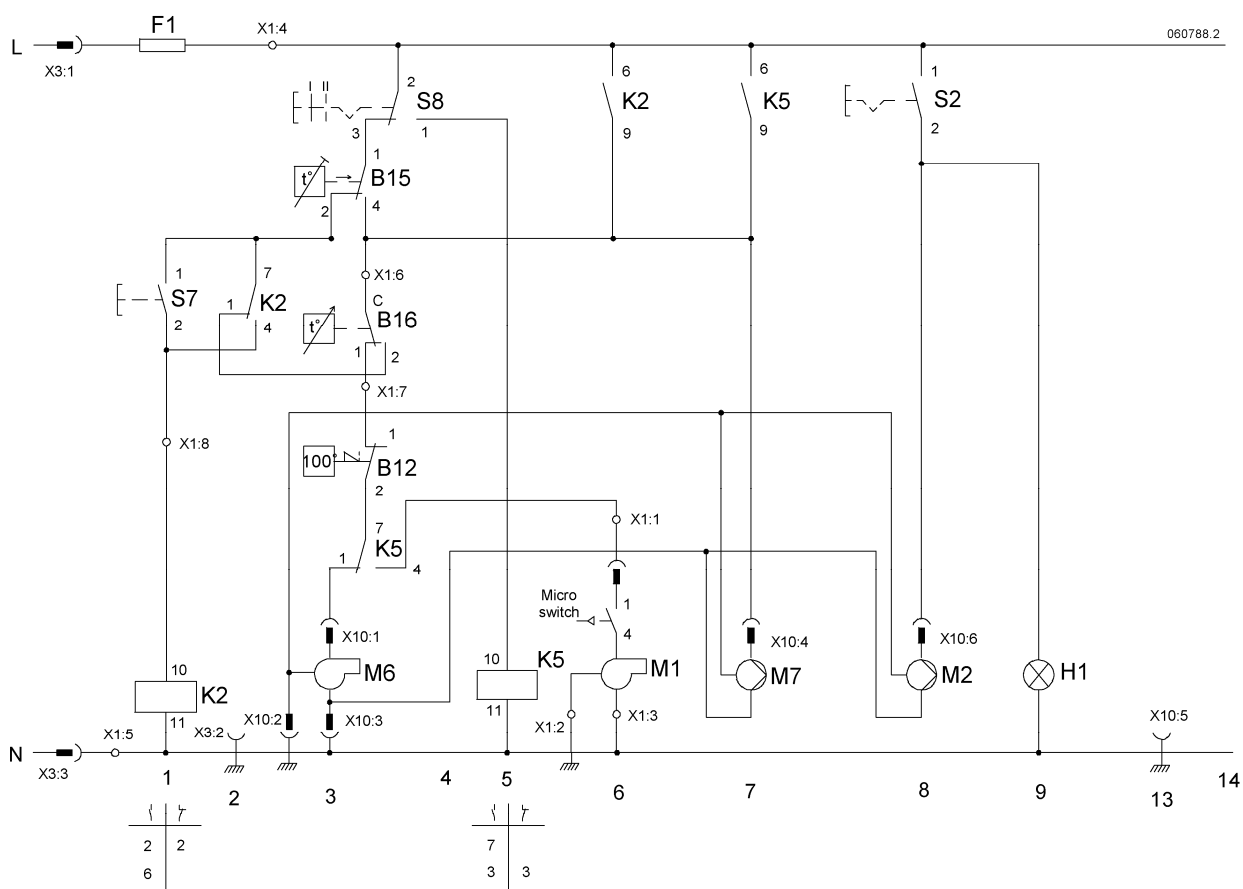 F1
X1:4
060788.2
L
X3:1
I II
2
S8
3
1
6
K2
9
6
K5
9
1
S2
2
1
t°
B15
2
4
X1:6
1
S7
2
7
1
K2
4
C
t°
B16
1
2
X1:7
X1:8
1
100°
B12
2
7
1
K5
4
X1:1
Micro
switch
1
4
X10:1
X10:4
X10:6
10
K2
11
M6
10
K5
11
M1
M7
M2
H1
X10:2
X10:3
X3:2
X1:2
X1:3
X10:5
N
X1:5
X3:3
1
2
3
4
5
6
7
8
9
13
14
2 2
6
7
3 3